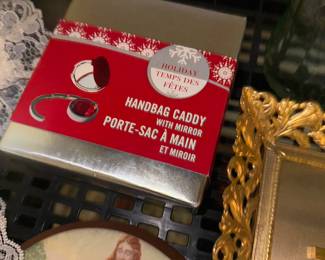 HOLIDAY
TEMPS DES
FÊTES
HANDBAG CADDY
WITH MIRROR
PORTE-SAC À MAIN
ET MIROIR